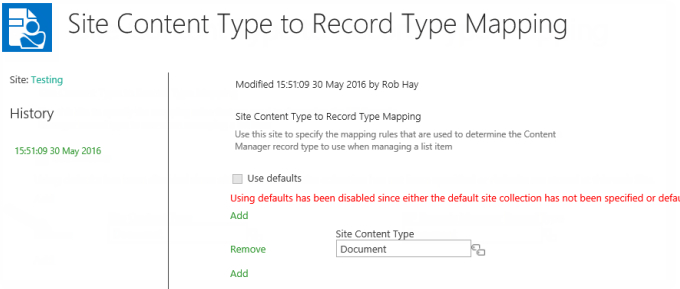 Site Content Type to Record Type Mapping
Site: Testing
History
15:51:09 30 May 2016
Modified 15:51:09 30 May 2016 by Rob Hay
Site Content Type to Record Type Mapping
Use this site to specify the mapping rules that are used to determine the Content
Manager record type to use when managing a list item
Use defaults
Using defaults has been disabled since either the default site collection has not been specified or
Add
Site Content Type
Remove
Document
Add